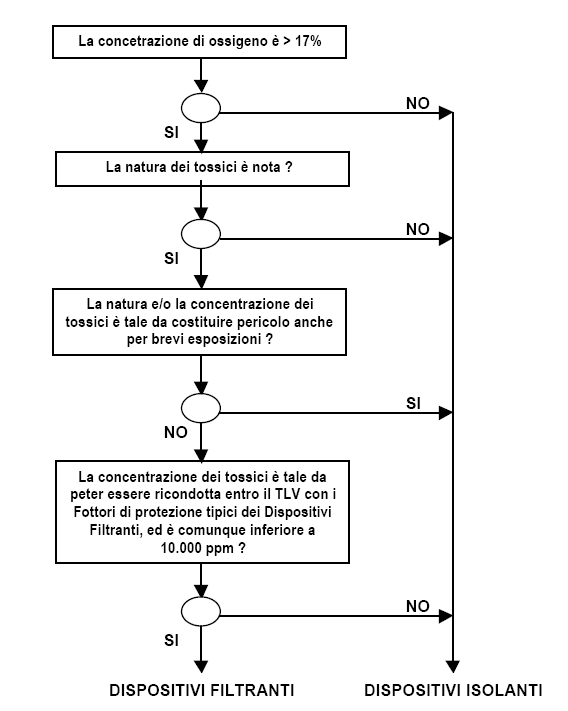 La concetrazione di ossigeno è > 17%
NO
SI
La natura dei tossici è nota ?
NO
SI
La natura e/o la concentrazione dei
tossici è tale da costituire pericolo anche
per brevi esposizioni ?
SI
NO
La concentrazione dei tossici è tale da
peter essere ricondotta entro il TLV con i
Fottori di protezione tipici dei Dispositivi
Filtranti, ed è comunque inferiore a
10.000 ppm ?
NO
SI
DISPOSITIVI FILTRANTI
DISPOSITIVI ISOLANTI